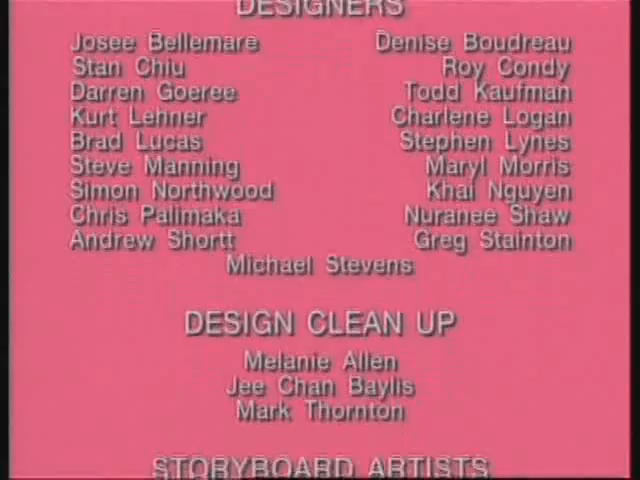 DESIGNERS
Josee Bellemare Denise Boudreau
Stan Chiu Roy Condy
Darren Goeree Todd Kaufman
Kurt Lehner Charlene Logan
Brad Lucas Stephen Lynes
Steve Manning Maryl Morris
Simon Northwood Khai Nguyen
Chris Palimaka Nuranee Shaw
Andrew Shortt Greg Stainton
Michael Stevens
DESIGN CLEAN UP
Melanie Allen
Jee Chan Baylis
Mark Thornton
STORYBOARD ARTISTS